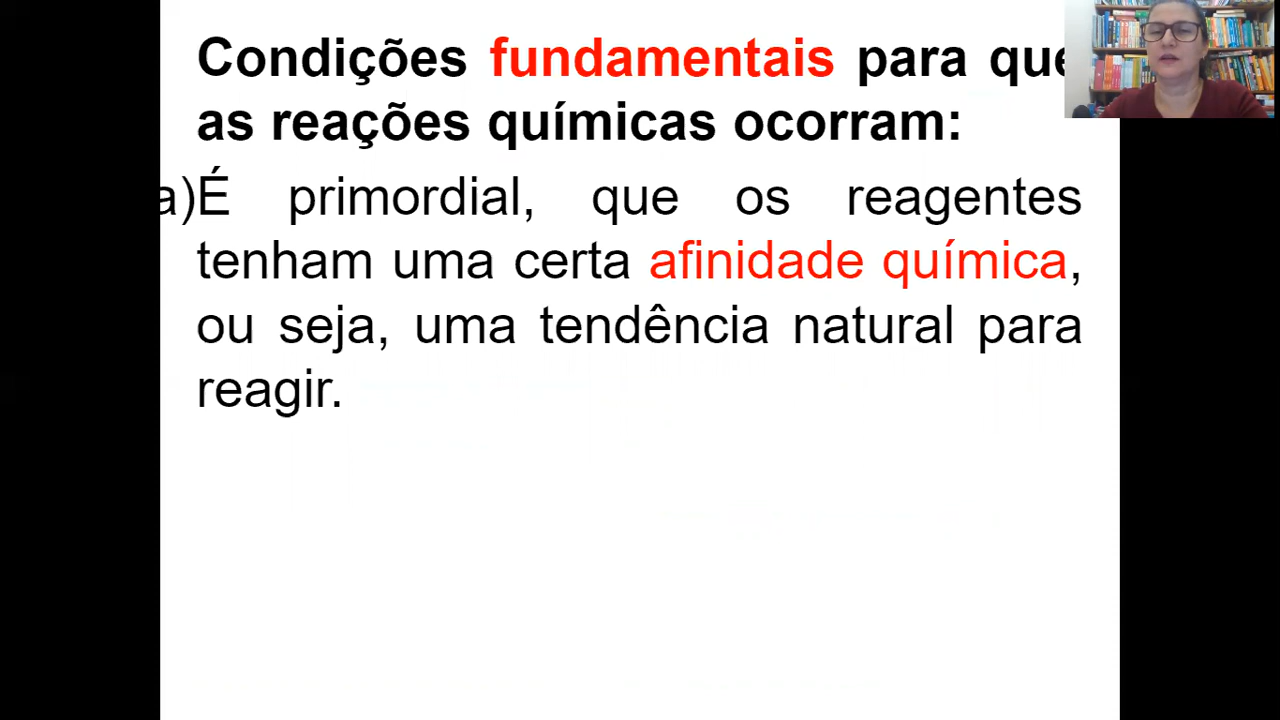 Condições fundamentais para que
as reações químicas ocorram:
a)É primordial, que os reagentes
tenham uma certa afinidade química,
ou seja, uma tendência natural para
reagir.